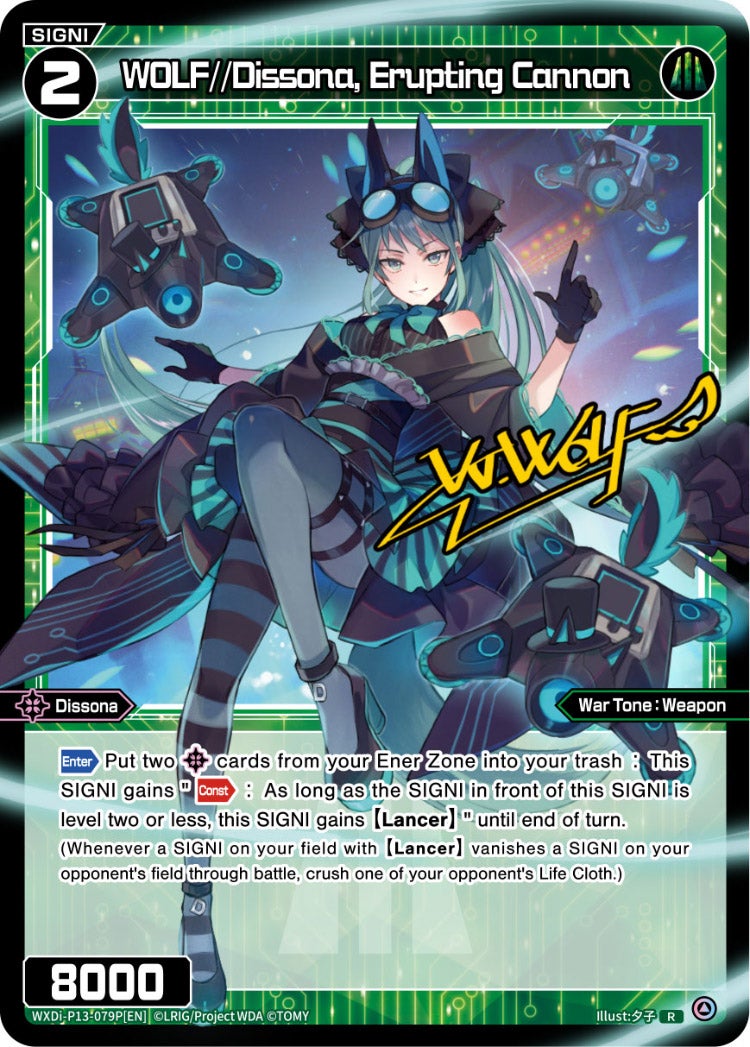 SIGNI
2
WOLF//Dissona, Erupting Cannon
W.Wolf
Dissona
War Tone : Weapon
Enter Put two cards from your Ener Zone into your trash : This
SIGNI gains " Const : As long as the SIGNI in front of this SIGNI is
level two or less, this SIGNI gains【Lancer】" until end of turn.
(Whenever a SIGNI on your field with【Lancer】vanishes a SIGNI on your
opponent's field through battle, crush one of your opponent's Life Cloth.)
8000
WXDi-P13-079P[EN] ©LRIG/Project WDA ©TOMY
Illust:夕子 R